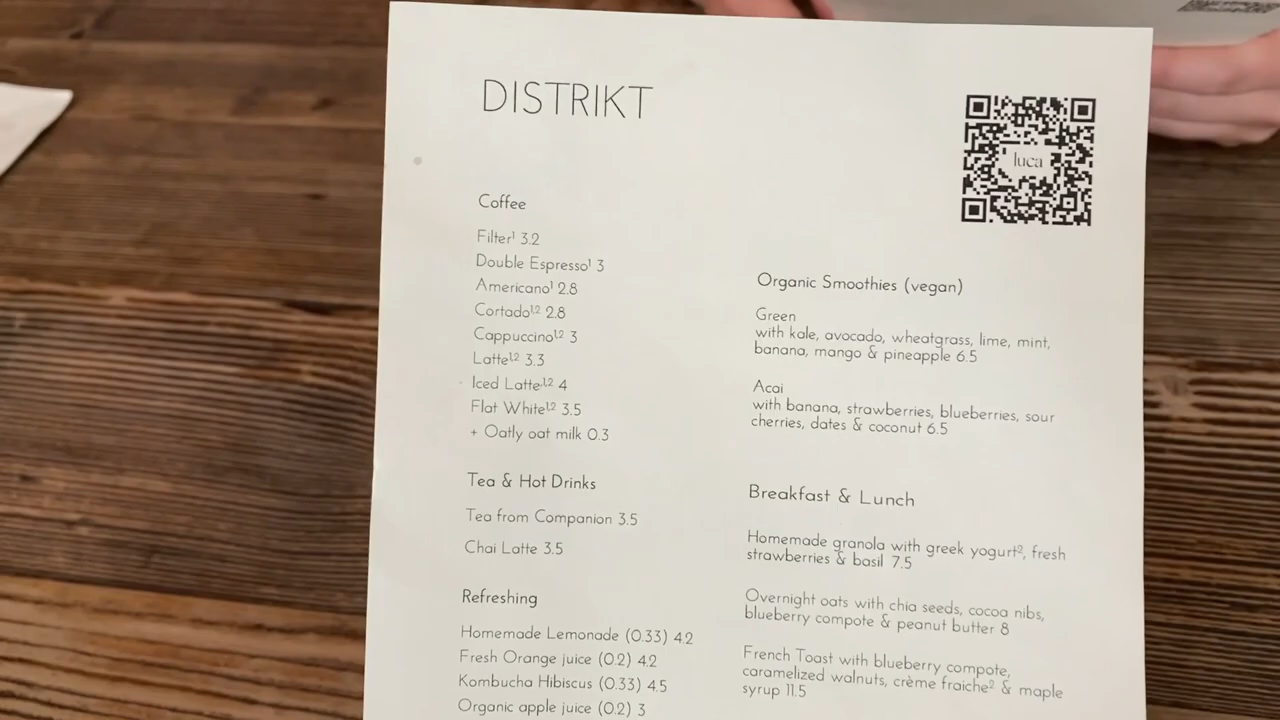 DISTRIKT
luca
Coffee
Filter¹ 3.2
Double Espresso¹ 3
Americano¹ 2.8
Cortado¹,² 2.8
Cappuccino¹,² 3
Latte¹,² 3.3
Iced Latte¹,² 4
Flat White¹,² 3.5
+ Oatly oat milk 0.3
Tea & Hot Drinks
Tea from Companion 3.5
Chai Latte 3.5
Refreshing
Homemade Lemonade (0.33) 4.2
Fresh Orange juice (0.2) 4.2
Kombucha Hibiscus (0.33) 4.5
Organic apple juice (0.2) 3
Organic Smoothies (vegan)
Green
with kale, avocado, wheatgrass, lime, mint,
banana, mango & pineapple 6.5
Acai
with banana, strawberries, blueberries, sour
cherries, dates & coconut 6.5
Breakfast & Lunch
Homemade granola with greek yogurt², fresh
strawberries & basil 7.5
Overnight oats with chia seeds, cocoa nibs,
blueberry compote & peanut butter 8
French Toast with blueberry compote,
caramelized walnuts, crème fraiche² & maple
syrup 11.5